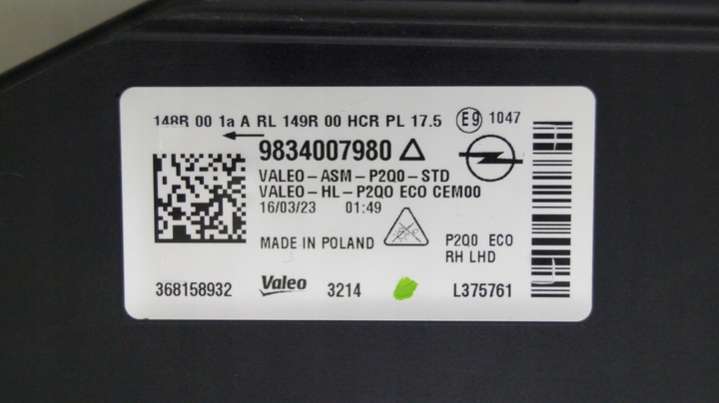 148R 00 1a A RL 149R 00 HCR PL 17.5 E9 1047
9834007980
VALEO-ASM-P2Q0-STD
VALEO-HL-P2Q0 ECO CEM00
16/03/23 01:49
MADE IN POLAND
P2Q0 ECO
RH LHD
368158932 Valeo 3214 L375761